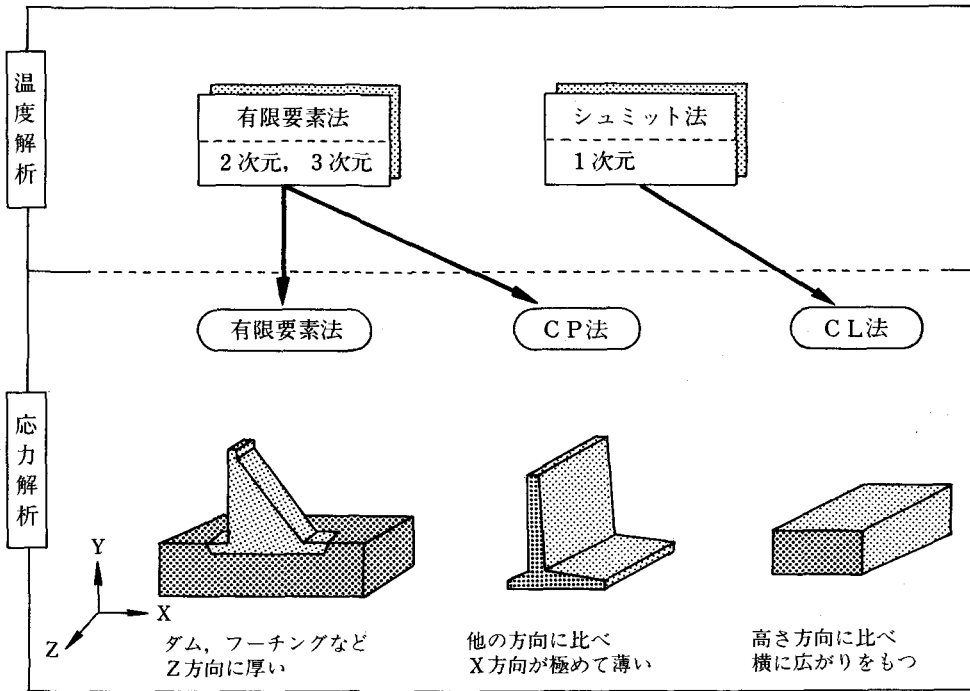 温度解析
有限要素法
2次元，3次元
シュミット法
1次元
有限要素法
CP法
CL法
応力解析
Y
X
Z
ダム，フーチングなど
Z方向に厚い
他の方向に比べ
X方向が極めて薄い
高さ方向に比べ
横に広がりをもつ